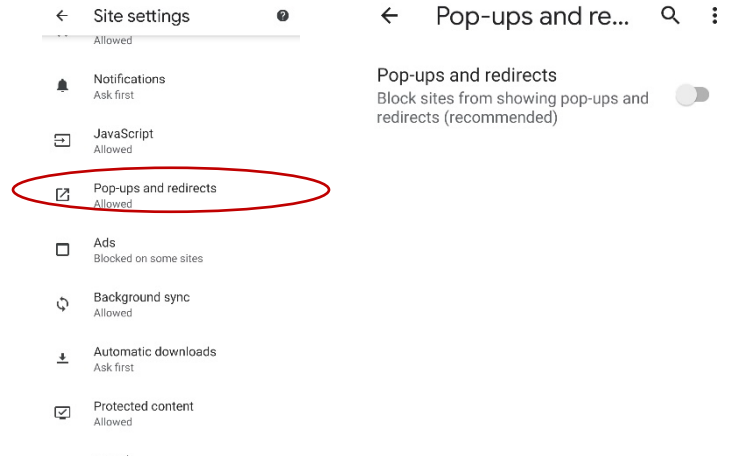 Site settings
Allowed
Notifications
Ask first
JavaScript
Allowed
Pop-ups and redirects
Allowed
Ads
Blocked on some sites
Background sync
Allowed
Automatic downloads
Ask first
Protected content
Allowed
Pop-ups and re...
Pop-ups and redirects
Block sites from showing pop-ups and
redirects (recommended)